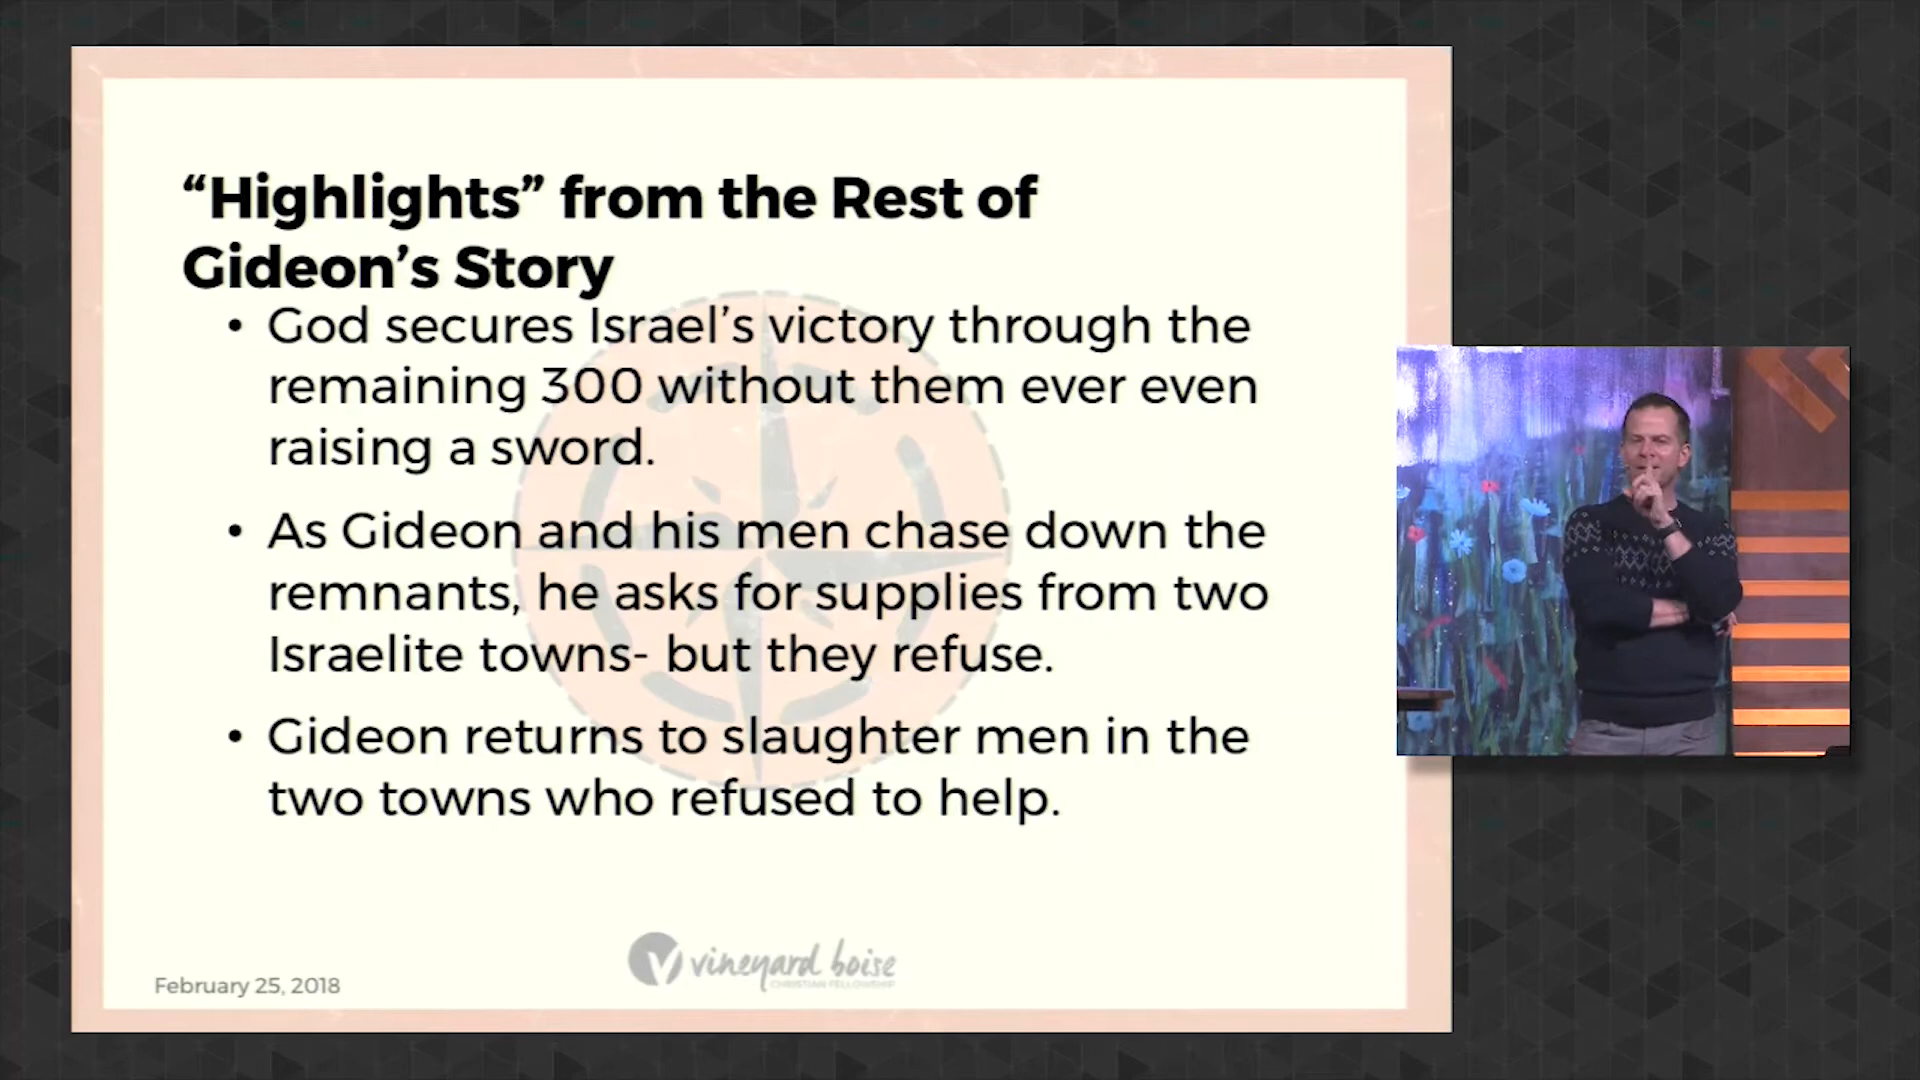 “Highlights” from the Rest of
Gideon’s Story
• God secures Israel’s victory through the
remaining 300 without them ever even
raising a sword.
• As Gideon and his men chase down the
remnants, he asks for supplies from two
Israelite towns- but they refuse.
• Gideon returns to slaughter men in the
two towns who refused to help.
vineyard boise
CHRISTIAN FELLOWSHIP
February 25, 2018